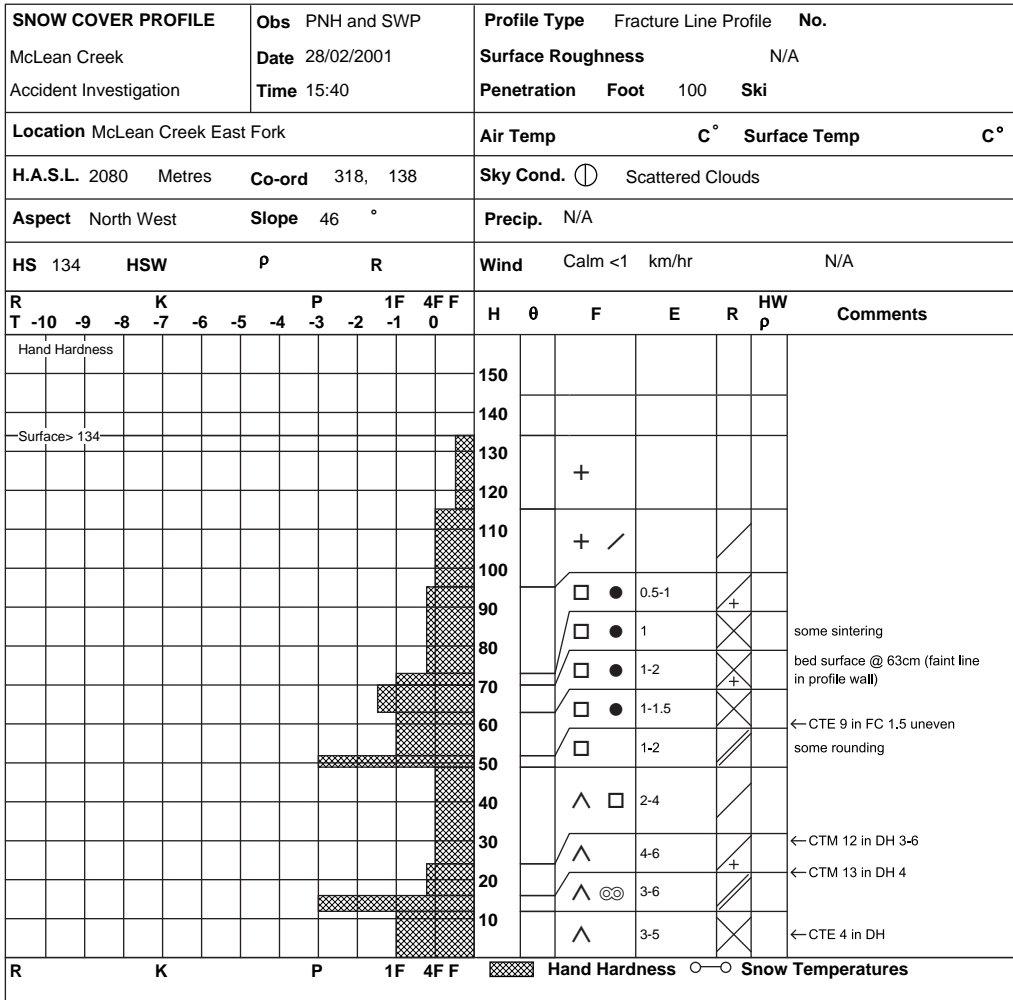 SNOW COVER PROFILE
McLean Creek
Accident Investigation
Obs PNH and SWP
Date 28/02/2001
Time 15:40
Profile Type Fracture Line Profile No.
Surface Roughness N/A
Penetration Foot 100 Ski
Location McLean Creek East Fork
Air Temp C° Surface Temp C°
H.A.S.L. 2080 Metres Co-ord 318, 138
Sky Cond. Scattered Clouds
Aspect North West Slope 46 °
Precip. N/A
HS 134 HSW ρ R
Wind Calm <1 km/hr N/A
R K P 1F 4F F
T -10 -9 -8 -7 -6 -5 -4 -3 -2 -1 0
H θ F E R HW ρ Comments
Hand Hardness
150
140
Surface> 134
130
+
120
110
+ /
100
0.5-1 +
90
1 some sintering
80
1-2 + bed surface @ 63cm (faint line
in profile wall)
70
1-1.5
60
←CTE 9 in FC 1.5 uneven
1-2 some rounding
50
40
2-4
30
←CTM 12 in DH 3-6
4-6 +
←CTM 13 in DH 4
20
3-6
10
3-5 ←CTE 4 in DH
R K P 1F 4F F
Hand Hardness Snow Temperatures